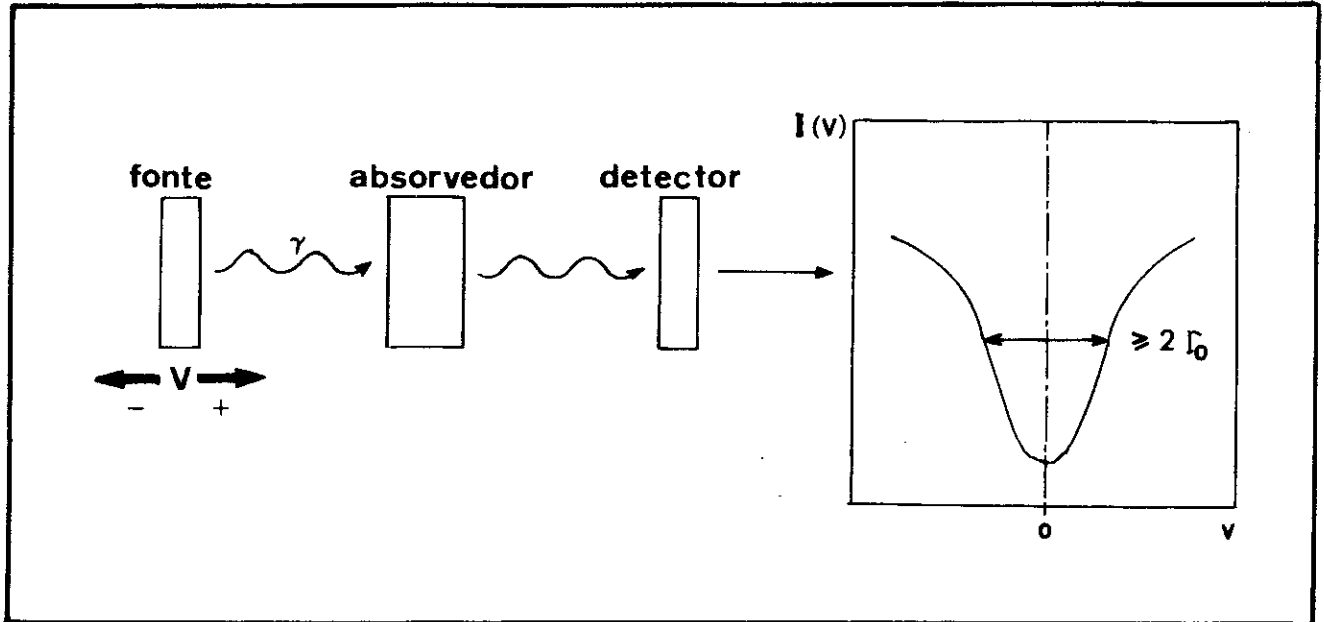 fonte
absorvedor
detector
γ
V
- +
I (V)
⩾ 2 Γ₀
0
V